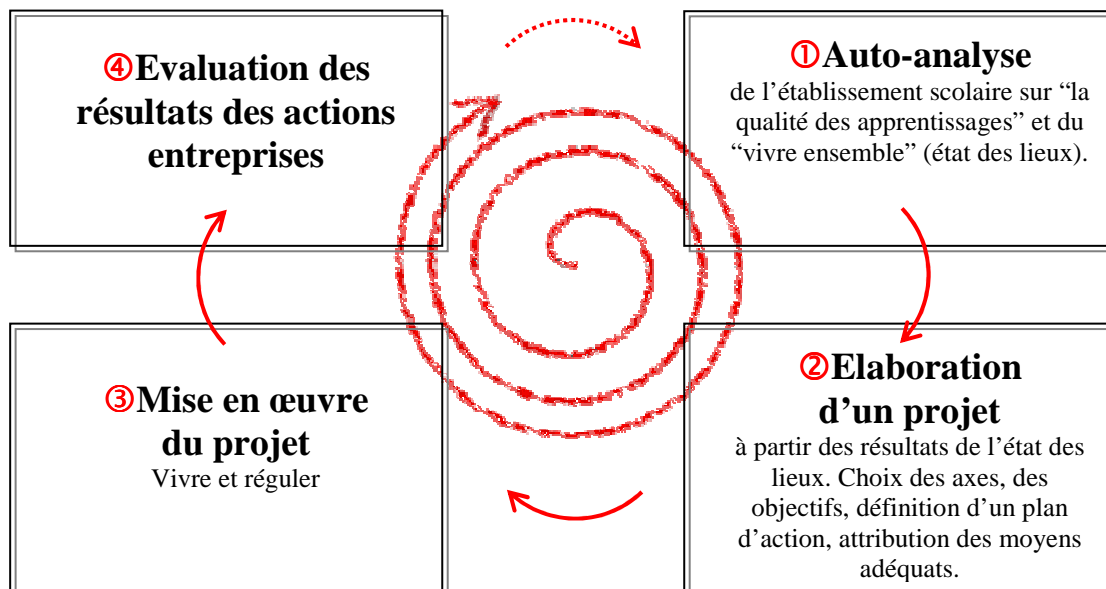 ①Auto-analyse
de l’établissement scolaire sur “la
qualité des apprentissages” et du
“vivre ensemble” (état des lieux).
②Elaboration
d’un projet
à partir des résultats de l’état des
lieux. Choix des axes, des
objectifs, définition d’un plan
d’action, attribution des moyens
adéquats.
③Mise en œuvre
du projet
Vivre et réguler
④Evaluation des
résultats des actions
entreprises